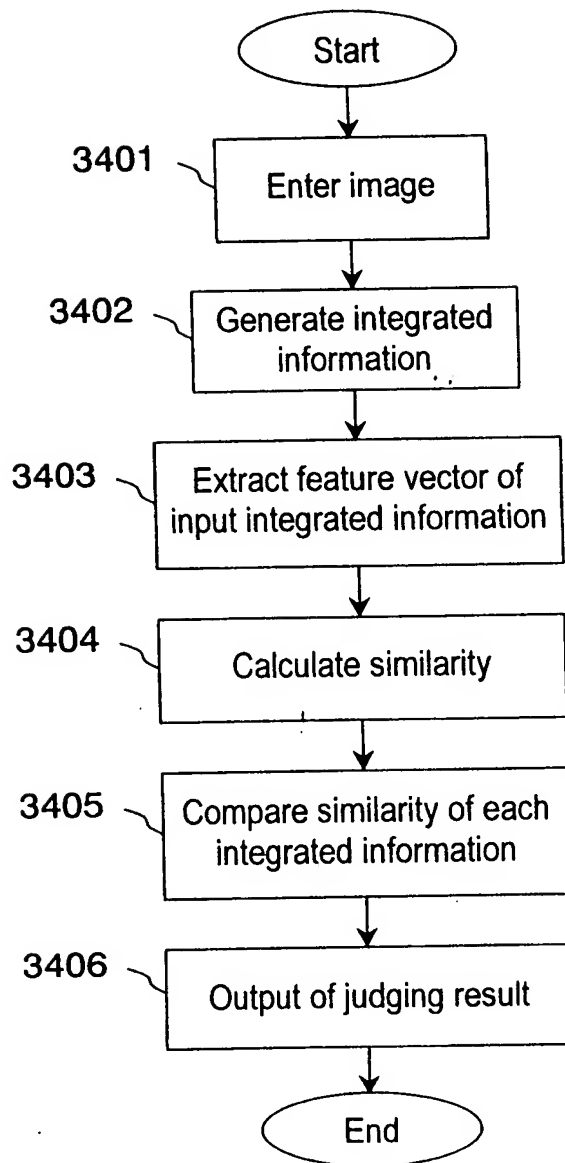 Start
3401
Enter image
3402
Generate integrated
information
3403
Extract feature vector of
input integrated information
3404
Calculate similarity
3405
Compare similarity of each
integrated information
3406
Output of judging result
End